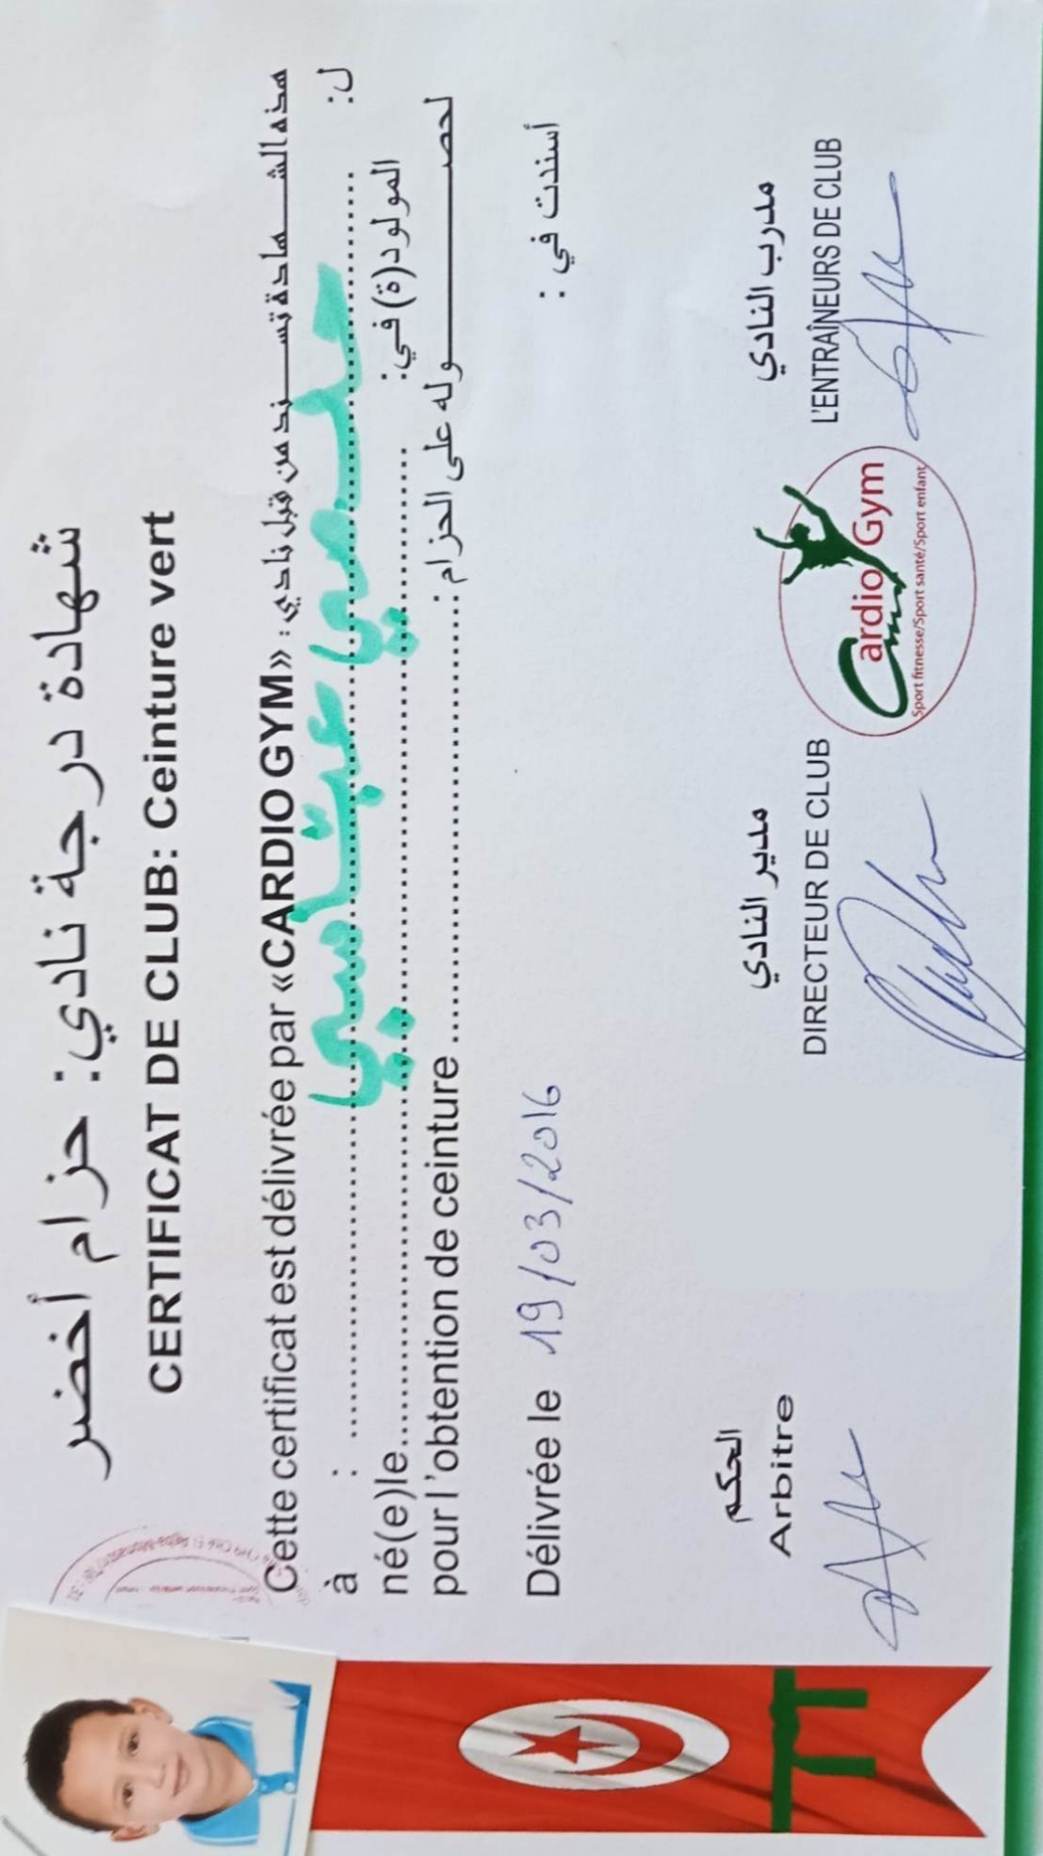 شهادة درجة نادي: حزام أخضر
CERTIFICAT DE CLUB: Ceinture vert
Cette certificat est délivrée par «CARDIO GYM» : هذه الشهادة تسند من قبل نادي
à : حلمي عباسي ل:
né(e)le المولود(ة) في:
pour l'obtention de ceinture لحصوله على الحزام:
Délivrée le 19/03/2016 أسندت في :
الحكم
Arbitre
مدير النادي
DIRECTEUR DE CLUB
مدرب النادي
L'ENTRAÎNEURS DE CLUB
Cardio Gym
Sport fitnesse/Sport santé/Sport enfant